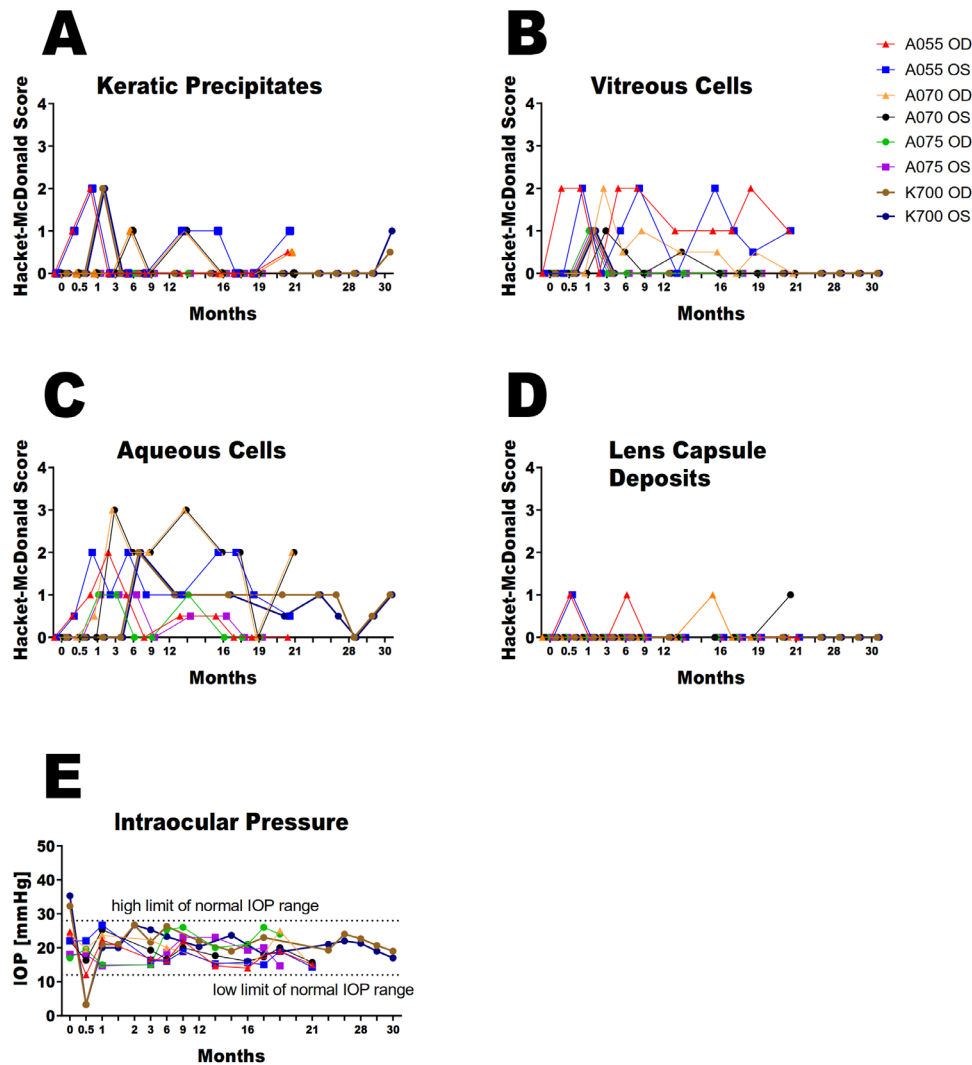 A
Keratic Precipitates
Hacket-McDonald Score
4
3
2
1
0
0 0.5 1 3 6 9 12 16 19 21 28 30
Months
B
Vitreous Cells
Hacket-McDonald Score
4
3
2
1
0
0 0.5 1 3 6 9 12 16 19 21 28 30
Months
A055 OD
A055 OS
A070 OD
A070 OS
A075 OD
A075 OS
K700 OD
K700 OS
C
Aqueous Cells
Hacket-McDonald Score
4
3
2
1
0
0 0.5 1 3 6 9 12 16 19 21 28 30
Months
D
Lens Capsule
Deposits
Hacket-McDonald Score
4
3
2
1
0
0 0.5 1 3 6 9 12 16 19 21 28 30
Months
E
Intraocular Pressure
IOP [mmHg]
50
40
30
20
10
0
high limit of normal IOP range
low limit of normal IOP range
0 0.5 1 2 3 6 9 12 16 21 28 30
Months